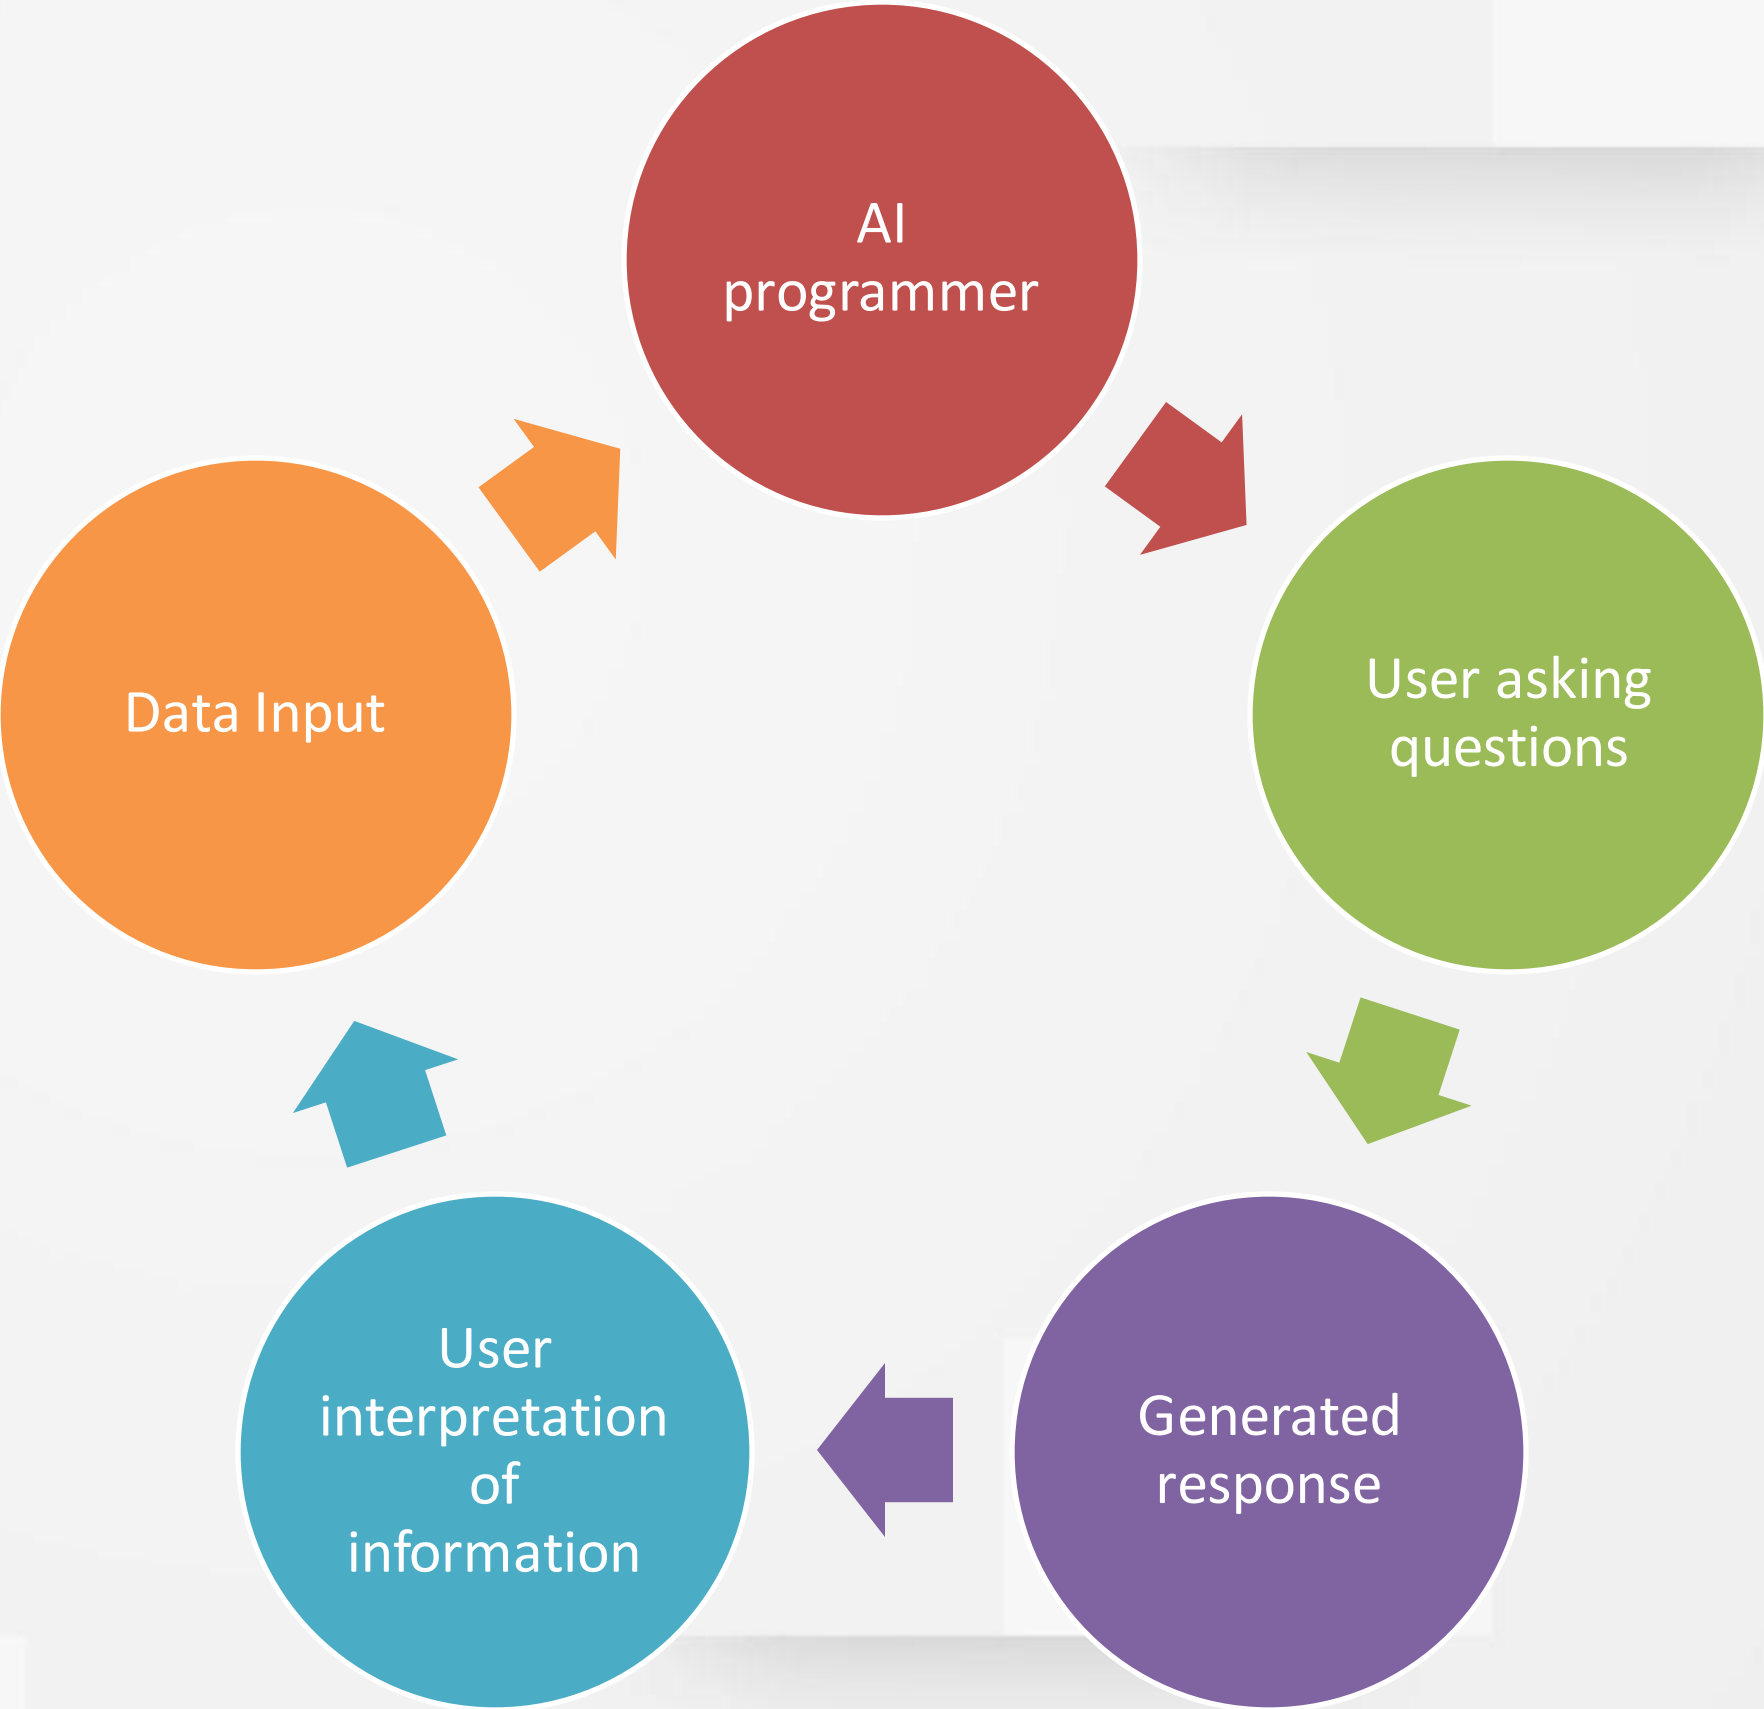 AI
programmer
User asking
questions
Generated
response
User
interpretation
of
information
Data Input